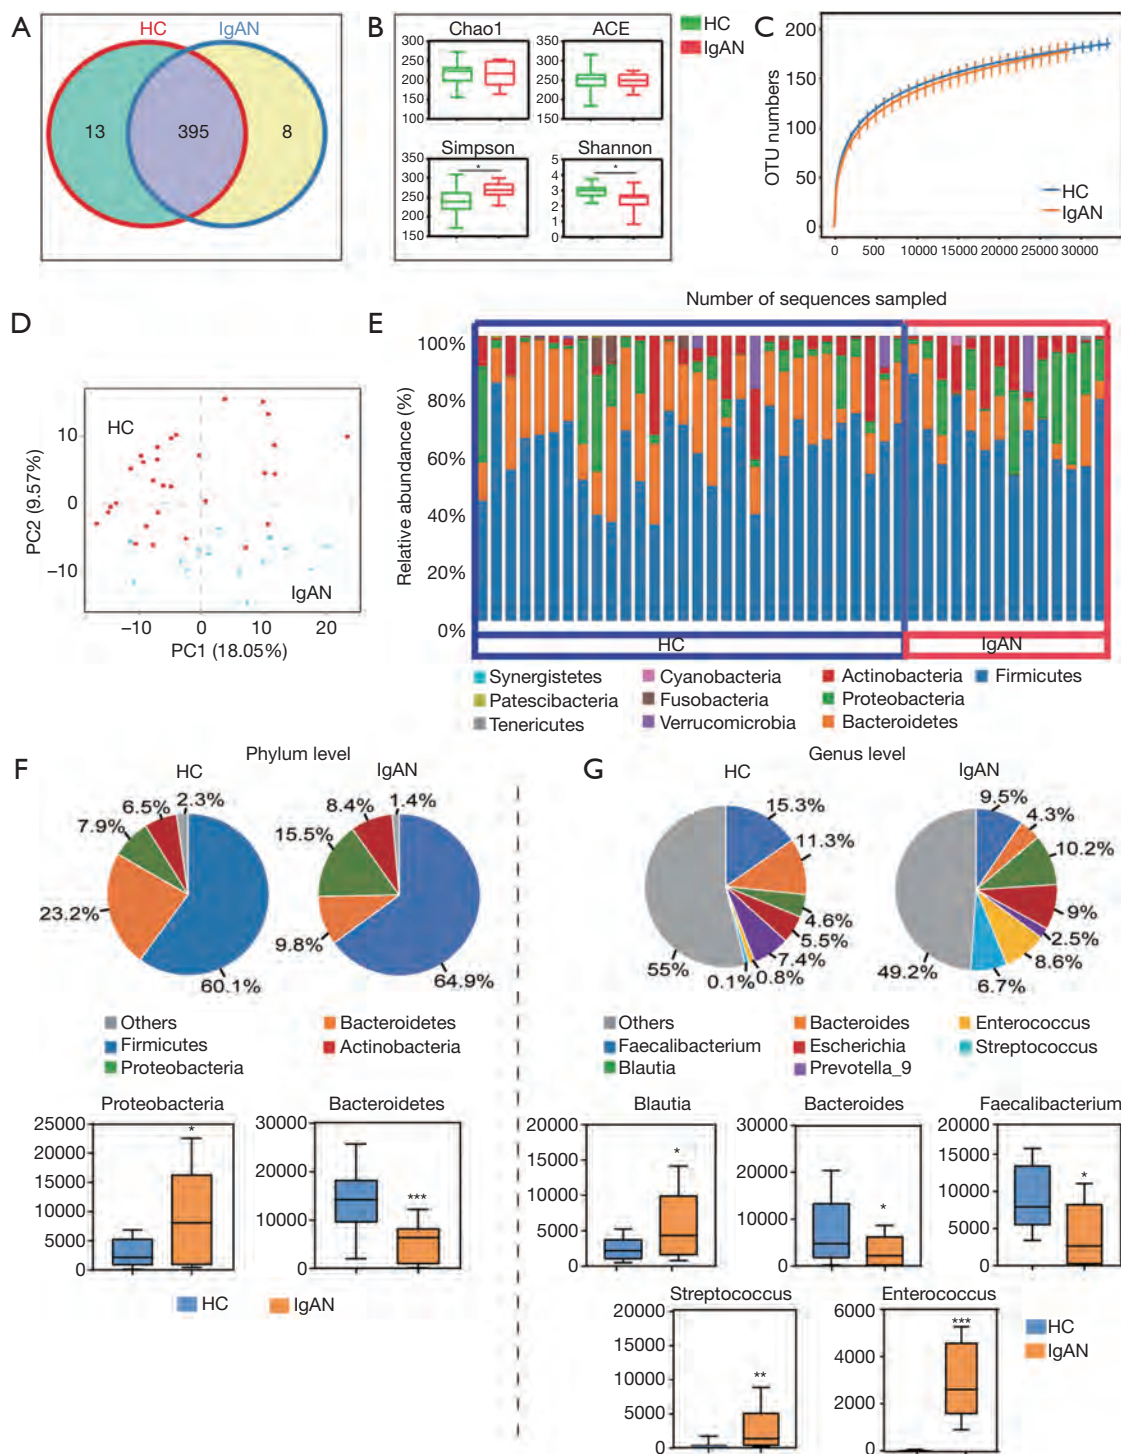 A
HC
IgAN
13
395
8
B
Chao1
ACE
HC
IgAN
300
250
200
150
100
350
300
250
200
150
Simpson
Shannon
350
300
250
200
150
*
5
4
3
2
1
0
*
C
200
150
100
50
0
OTU numbers
HC
IgAN
0
500
10000
15000
20000
25000
30000
Number of sequences sampled
D
HC
IgAN
10
0
−10
PC2 (9.57%)
−10
0
10
20
PC1 (18.05%)
E
100%
80%
60%
40%
20%
0%
Relative abundance (%)
HC
IgAN
Synergistetes
Cyanobacteria
Actinobacteria
Firmicutes
Patescibacteria
Fusobacteria
Proteobacteria
Tenericutes
Verrucomicrobia
Bacteroidetes
F
Phylum level
HC
IgAN
6.5%
2.3%
7.9%
23.2%
60.1%
8.4%
1.4%
15.5%
9.8%
64.9%
Others
Bacteroidetes
Firmicutes
Actinobacteria
Proteobacteria
Proteobacteria
25000
20000
15000
10000
5000
0
*
Bacteroidetes
30000
20000
10000
0
***
HC
IgAN
G
Genus level
HC
IgAN
15.3%
11.3%
4.6%
5.5%
7.4%
0.8%
0.1%
55%
9.5%
4.3%
10.2%
9%
2.5%
8.6%
6.7%
49.2%
Others
Bacteroides
Enterococcus
Faecalibacterium
Escherichia
Streptococcus
Blautia
Prevotella_9
Blautia
20000
15000
10000
5000
0
*
Bacteroides
30000
20000
10000
0
*
Faecalibacterium
20000
15000
10000
5000
0
*
Streptococcus
20000
15000
10000
5000
0
**
Enterococcus
6000
4000
2000
0
***
HC
IgAN